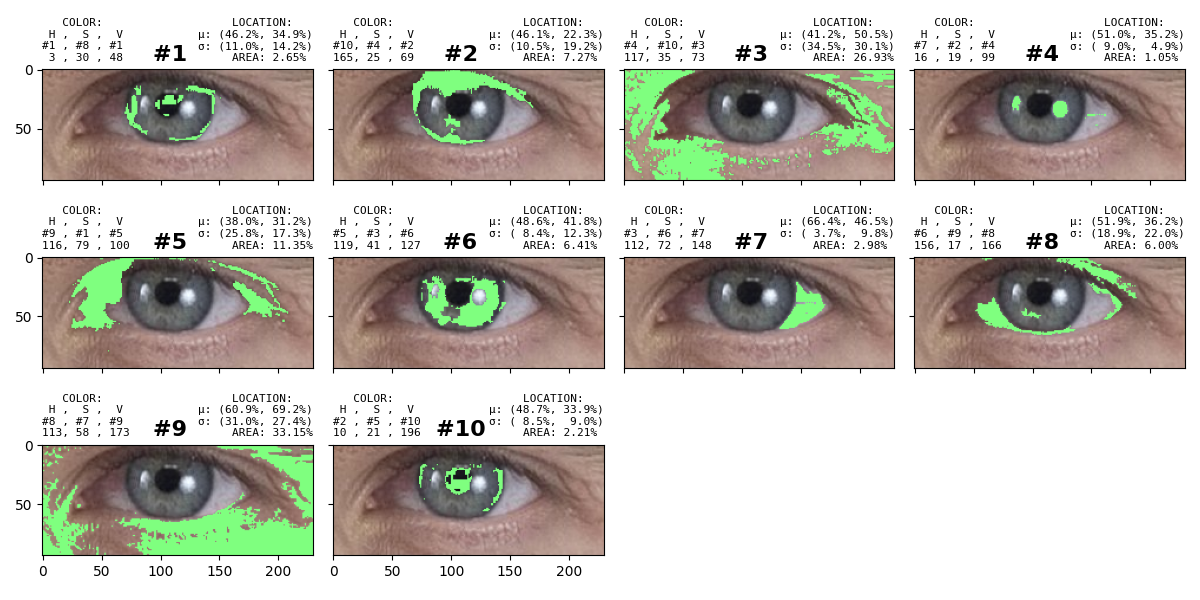 COLOR: LOCATION:
H , S , V μ: (46.2%, 34.9%)
#1 , #8 , #1 #1 σ: (11.0%, 14.2%)
3 , 30 , 48 AREA: 2.65%
COLOR: LOCATION:
H , S , V μ: (46.1%, 22.3%)
#10, #4 , #2 #2 σ: (10.5%, 19.2%)
165, 25 , 69 AREA: 7.27%
COLOR: LOCATION:
H , S , V μ: (41.2%, 50.5%)
#4 , #10, #3 #3 σ: (34.5%, 30.1%)
117, 35 , 73 AREA: 26.93%
COLOR: LOCATION:
H , S , V μ: (51.0%, 35.2%)
#7 , #2 , #4 #4 σ: ( 9.0%, 4.9%)
16 , 19 , 99 AREA: 1.05%
0
50
COLOR: LOCATION:
H , S , V μ: (38.0%, 31.2%)
#9 , #1 , #5 #5 σ: (25.8%, 17.3%)
116, 79 , 100 AREA: 11.35%
COLOR: LOCATION:
H , S , V μ: (48.6%, 41.8%)
#5 , #3 , #6 #6 σ: ( 8.4%, 12.3%)
119, 41 , 127 AREA: 6.41%
COLOR: LOCATION:
H , S , V μ: (66.4%, 46.5%)
#3 , #6 , #7 #7 σ: ( 3.7%, 9.8%)
112, 72 , 148 AREA: 2.98%
COLOR: LOCATION:
H , S , V μ: (51.9%, 36.2%)
#6 , #9 , #8 #8 σ: (18.9%, 22.0%)
156, 17 , 166 AREA: 6.00%
0
50
COLOR: LOCATION:
H , S , V μ: (60.9%, 69.2%)
#8 , #7 , #9 #9 σ: (31.0%, 27.4%)
113, 58 , 173 AREA: 33.15%
COLOR: LOCATION:
H , S , V μ: (48.7%, 33.9%)
#2 , #5 , #10 #10 σ: ( 8.5%, 9.0%)
10 , 21 , 196 AREA: 2.21%
0
50
0 50 100 150 200
0 50 100 150 200